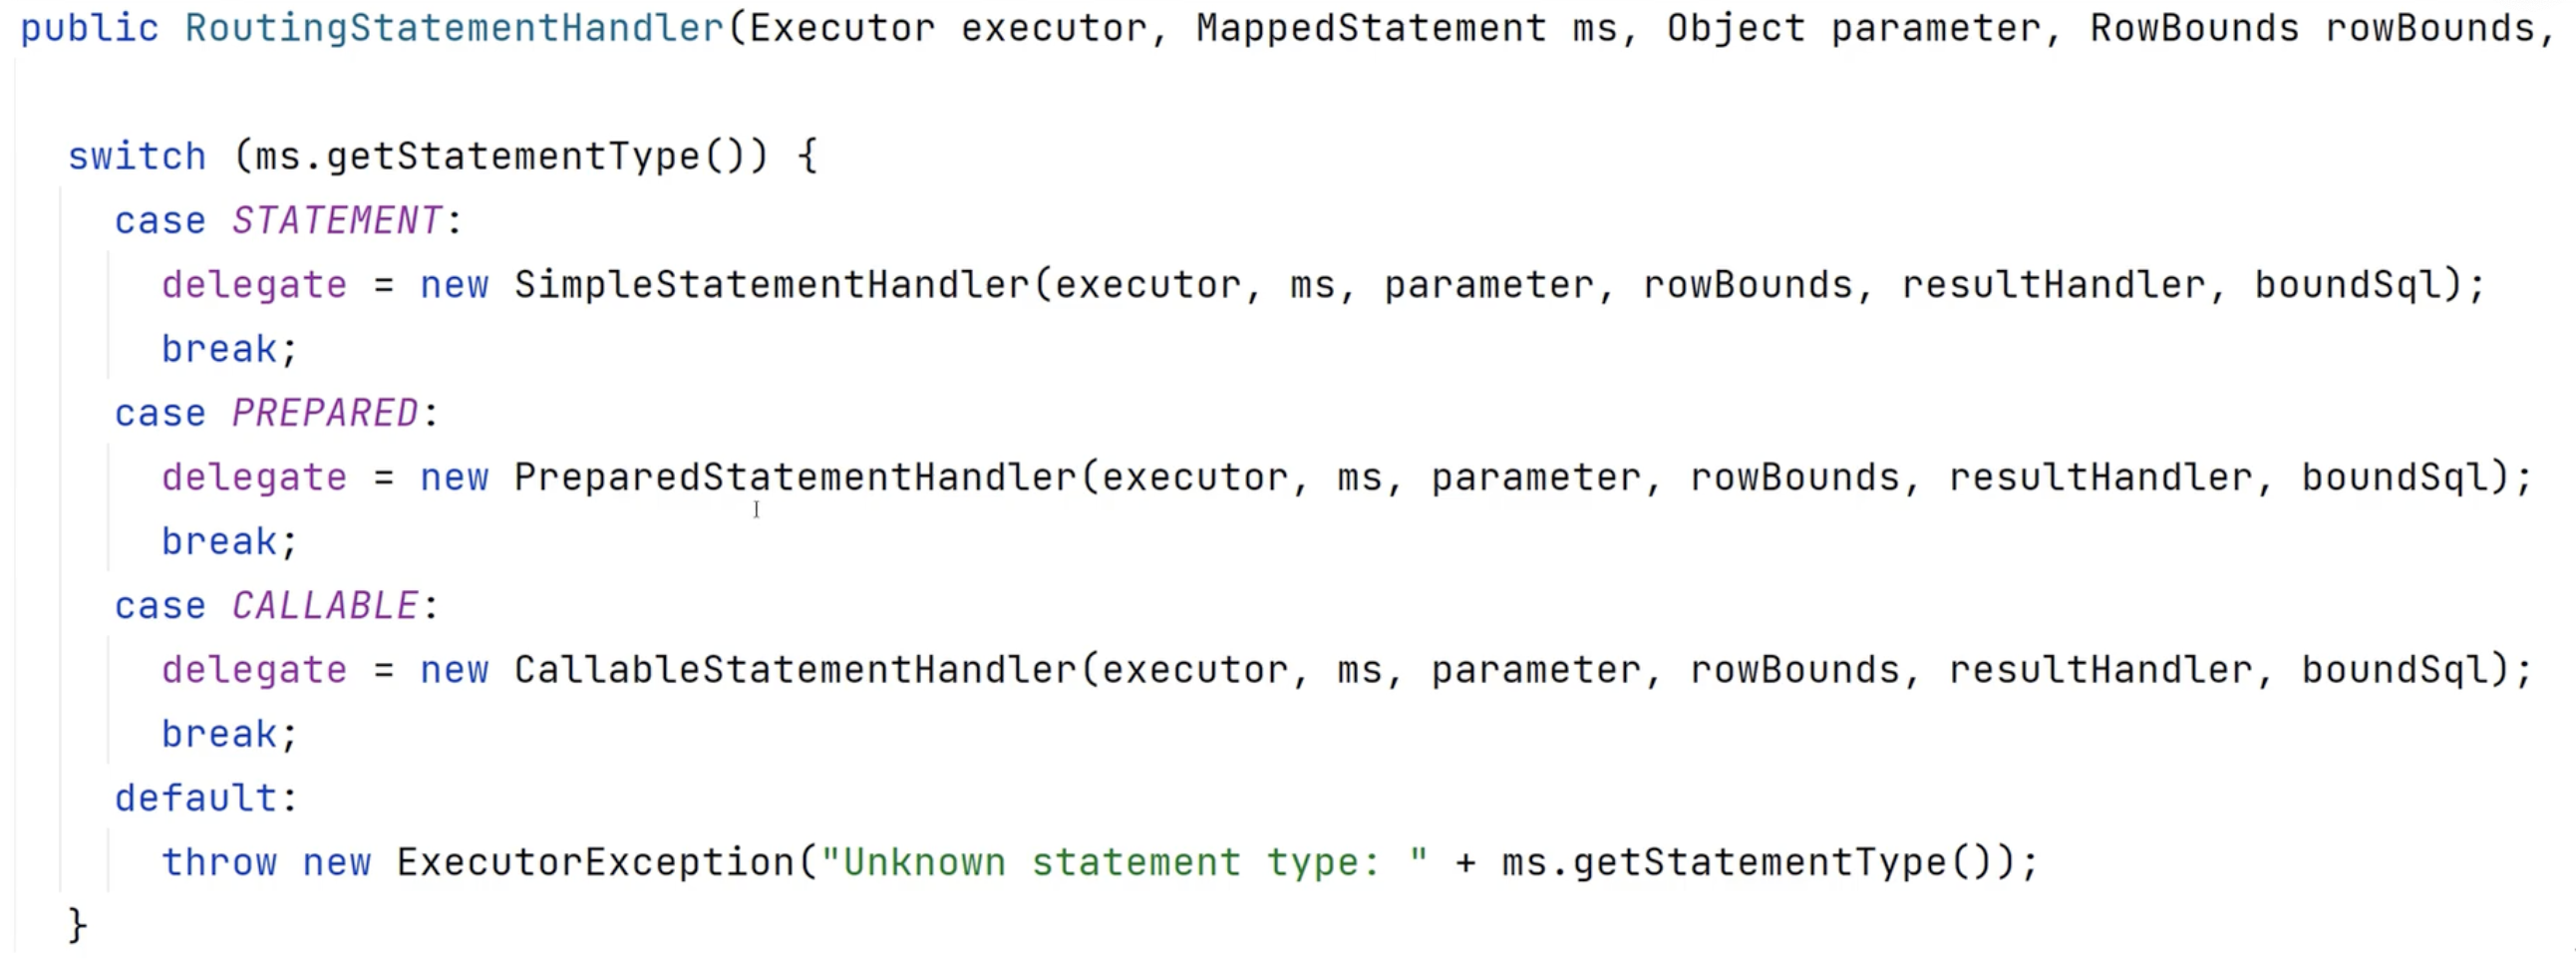 public RoutingStatementHandler(Executor executor, MappedStatement ms, Object parameter, RowBounds rowBounds,
switch (ms.getStatementType()) {
case STATEMENT:
delegate = new SimpleStatementHandler(executor, ms, parameter, rowBounds, resultHandler, boundSql);
break;
case PREPARED:
delegate = new PreparedStatementHandler(executor, ms, parameter, rowBounds, resultHandler, boundSql);
break;
case CALLABLE:
delegate = new CallableStatementHandler(executor, ms, parameter, rowBounds, resultHandler, boundSql);
break;
default:
throw new ExecutorException("Unknown statement type: " + ms.getStatementType());
}